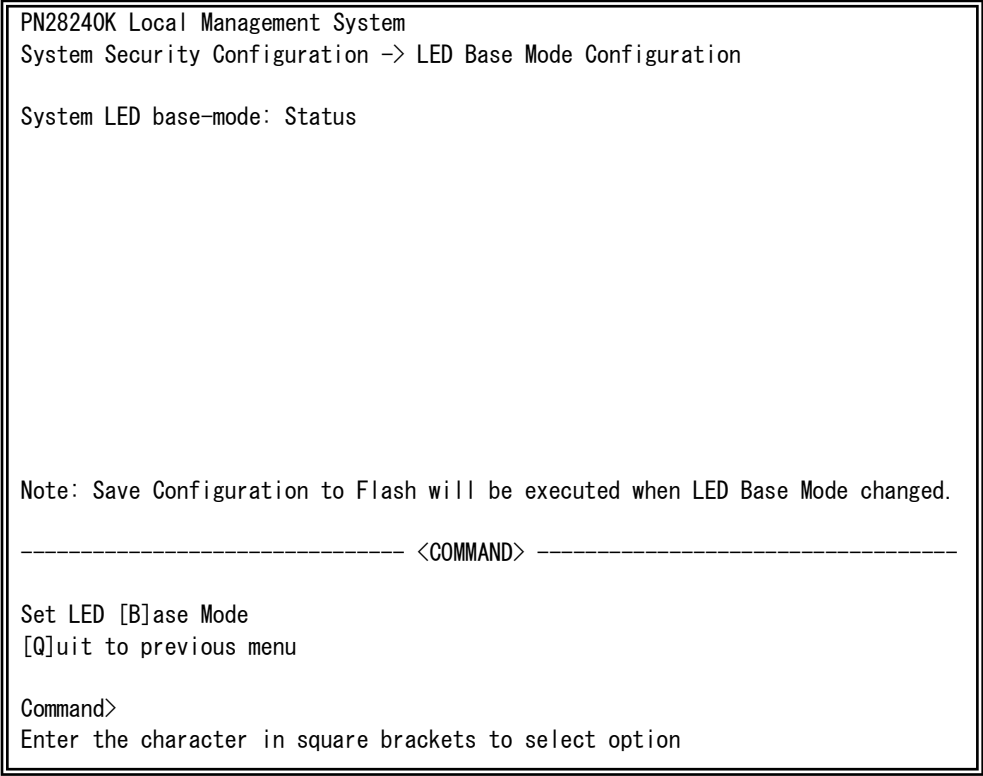 PN28240K Local Management System
System Security Configuration -> LED Base Mode Configuration
System LED base-mode: Status
Note: Save Configuration to Flash will be executed when LED Base Mode changed.
-------------------------------- <COMMAND> -----------------------------------
Set LED [B]ase Mode
[Q]uit to previous menu
Command>
Enter the character in square brackets to select option